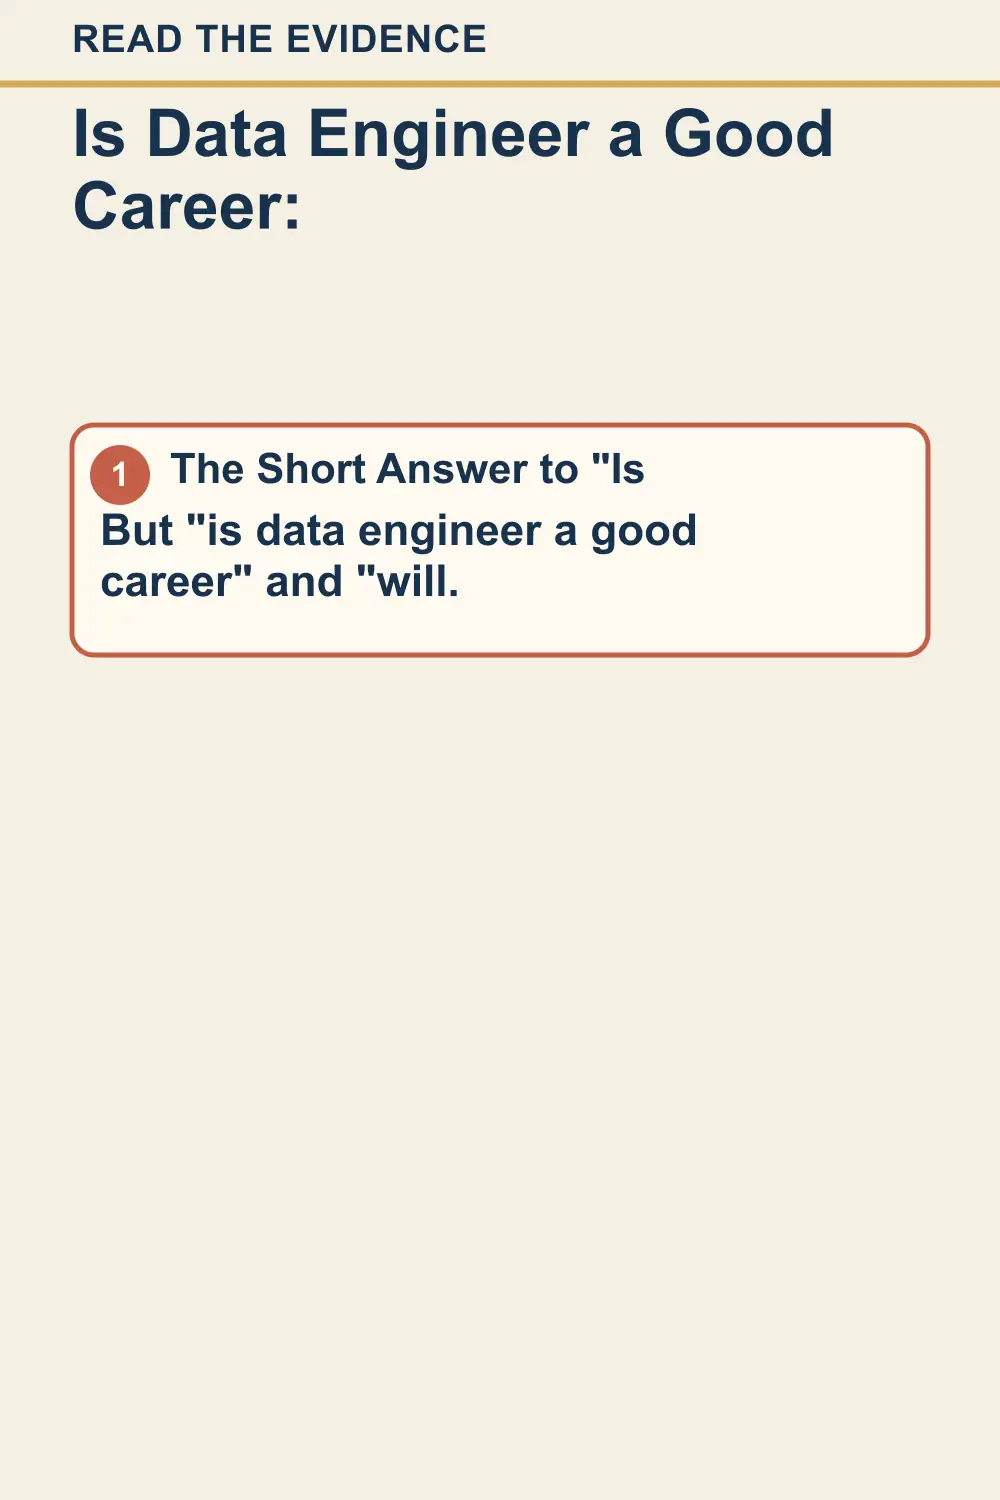 READ THE EVIDENCE
Is Data Engineer a Good
Career:
1 The Short Answer to "Is
But "is data engineer a good
career" and "will.